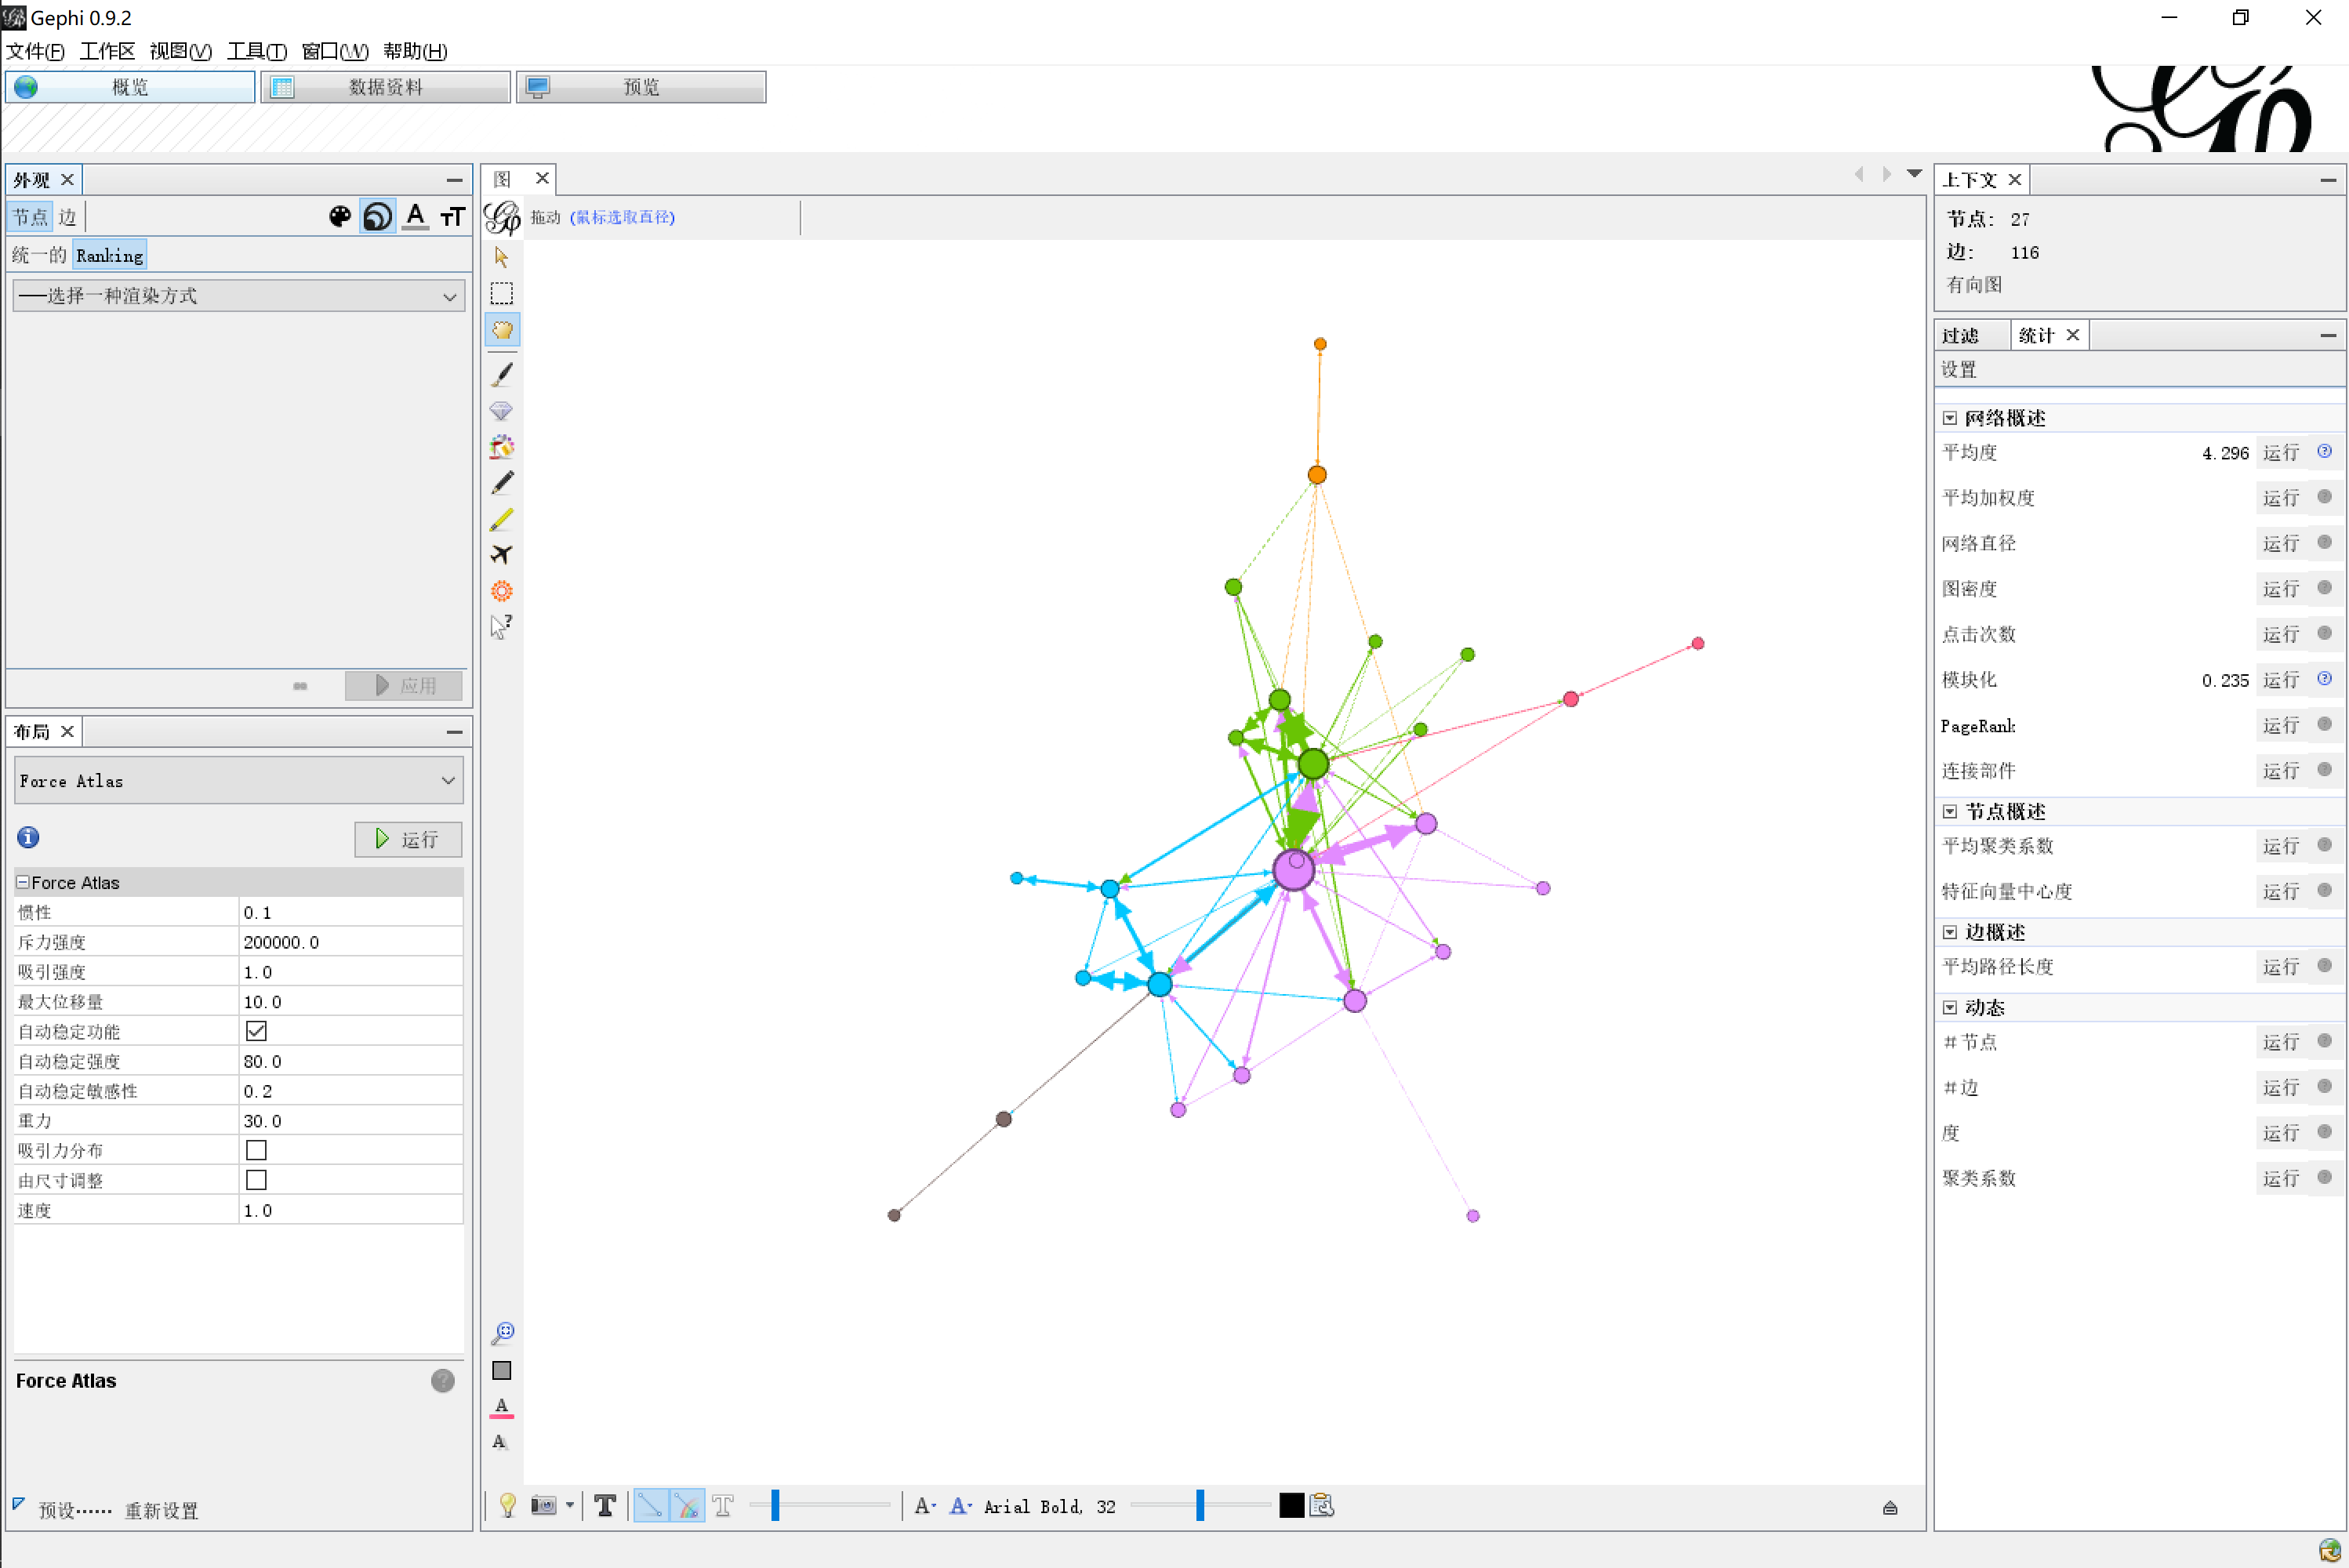 Gephi 0.9.2
文件(F) 工作区 视图(V) 工具(T) 窗口(W) 帮助(H)
概览 数据资料 预览
外观
节点 边
A
TT
统一的 Ranking
——选择一种渲染方式
应用
布局
Force Atlas
运行
Force Atlas
惯性 0.1
斥力强度 200000.0
吸引强度 1.0
最大位移量 10.0
自动稳定功能
自动稳定强度 80.0
自动稳定敏感性 0.2
重力 30.0
吸引力分布
由尺寸调整
速度 1.0
Force Atlas
预设······ 重新设置
图
拖动 (鼠标选取直径)
A
A
T T A A Arial Bold, 32
上下文
节点: 27
边: 116
有向图
过滤 统计
设置
网络概述
平均度 4.296 运行
平均加权度 运行
网络直径 运行
图密度 运行
点击次数 运行
模块化 0.235 运行
PageRank 运行
连接部件 运行
节点概述
平均聚类系数 运行
特征向量中心度 运行
边概述
平均路径长度 运行
动态
#节点 运行
#边 运行
度 运行
聚类系数 运行